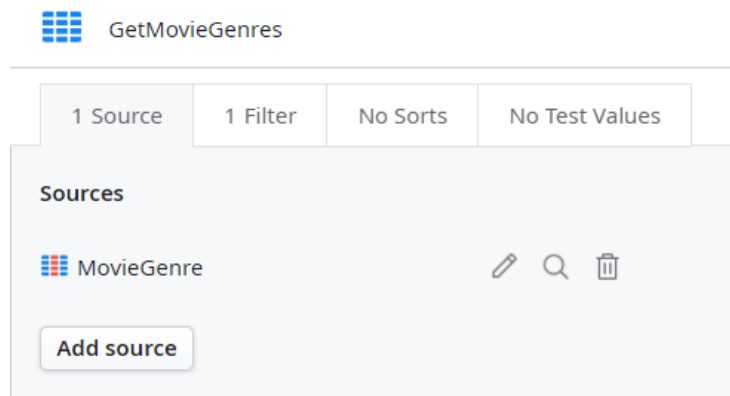 GetMovieGenres
1 Source 1 Filter No Sorts No Test Values
Sources
MovieGenre
Add source